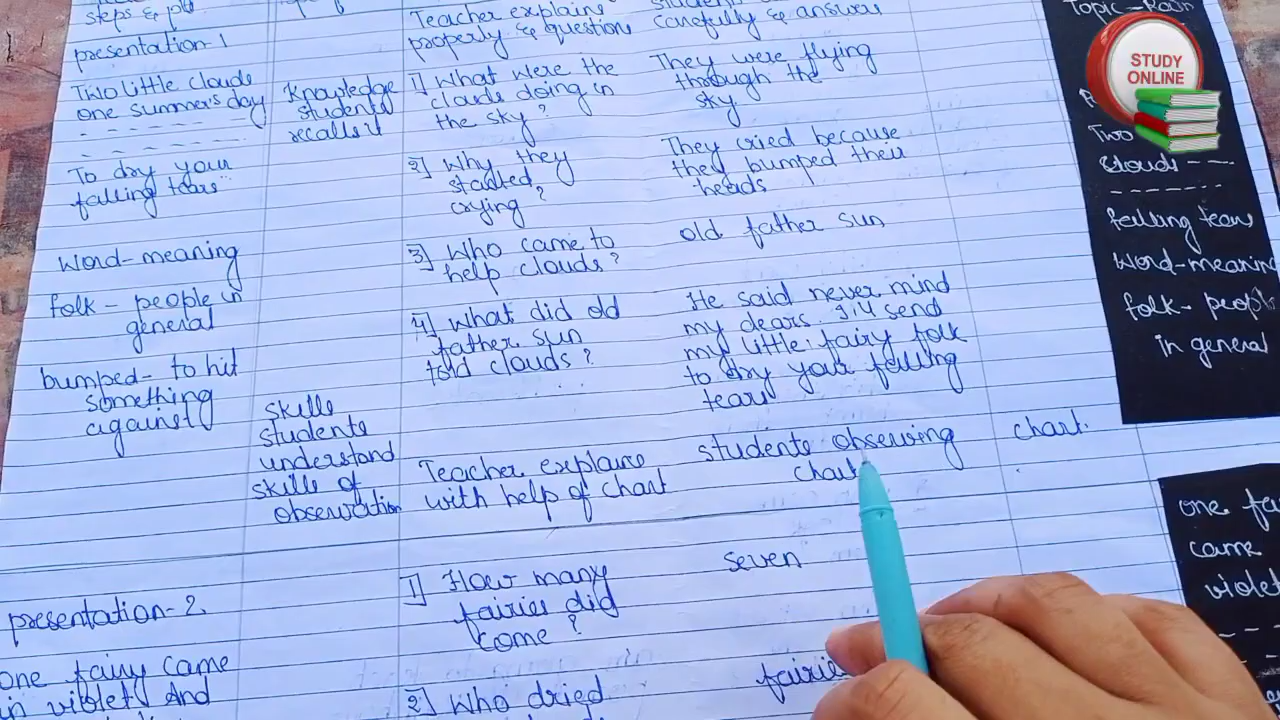 steps &
presentation-1
Two little clouds
one summer's day
To dry your
falling tears
word-meaning
folk - people in
general
bumped - to hit
something
against
presentation-2.
one fairy came
in violet And
Knowledge
students
recallert
skills
students
understand
skills of
observation
Teacher explains
properly & question
1) What were the
clouds doing in
the sky?
2] Why they
started
crying?
3] Who came to
help clouds?
4] What did old
father sun
told clouds?
Teacher explains
with help of chart
1] How many
fairies did
come?
2] Who dried
carefully & answers
They were flying
through the
sky
They cried because
they bumped their
heads
old father sun
He said never mind
my dears I'll send
my little fairy folk
to dry your falling
tears
students observing
chart
seven
chart.
Topic-Rain
Two
clouds ---
falling tears
word-meaning
folk- people
in general
one
came
violet
STUDY
ONLINE